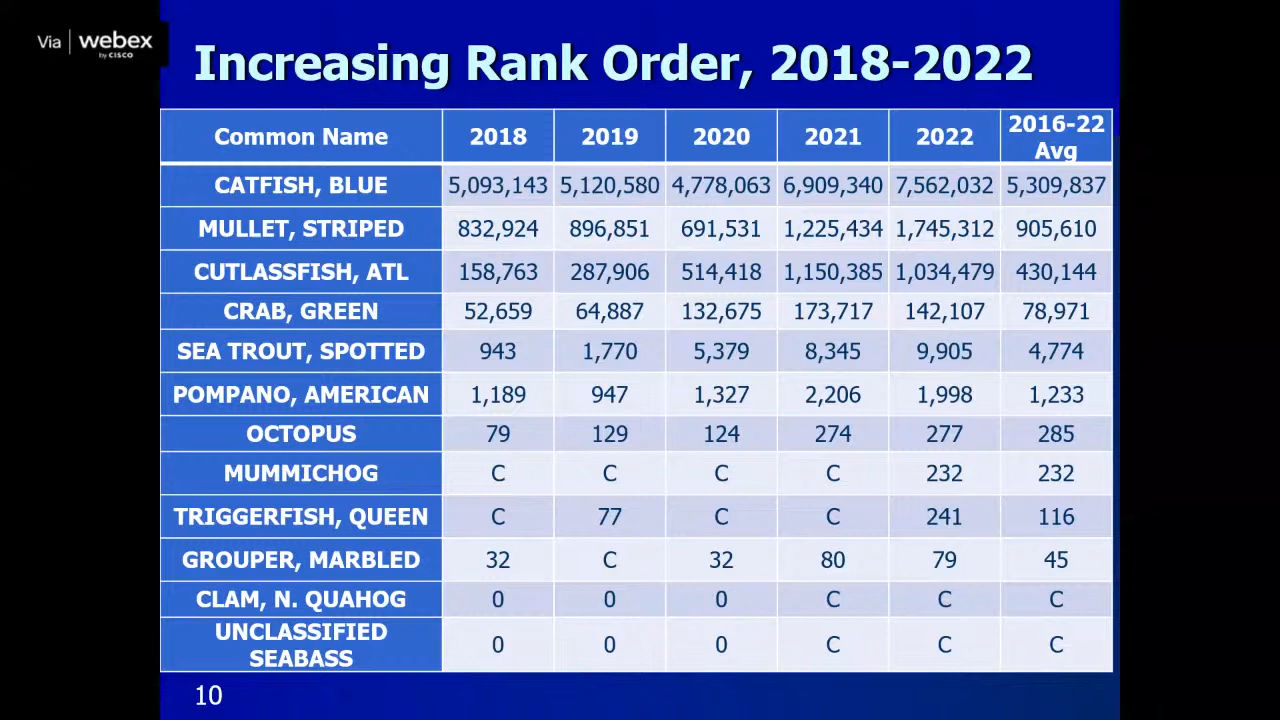 Via | webex
by CISCO
Increasing Rank Order, 2018-2022
Common Name 2018 2019 2020 2021 2022 2016-22 Avg
CATFISH, BLUE 5,093,143 5,120,580 4,778,063 6,909,340 7,562,032 5,309,837
MULLET, STRIPED 832,924 896,851 691,531 1,225,434 1,745,312 905,610
CUTLASSFISH, ATL 158,763 287,906 514,418 1,150,385 1,034,479 430,144
CRAB, GREEN 52,659 64,887 132,675 173,717 142,107 78,971
SEA TROUT, SPOTTED 943 1,770 5,379 8,345 9,905 4,774
POMPANO, AMERICAN 1,189 947 1,327 2,206 1,998 1,233
OCTOPUS 79 129 124 274 277 285
MUMMICHOG C C C C 232 232
TRIGGERFISH, QUEEN C 77 C C 241 116
GROUPER, MARBLED 32 C 32 80 79 45
CLAM, N. QUAHOG 0 0 0 C C C
UNCLASSIFIED SEABASS 0 0 0 C C C
10